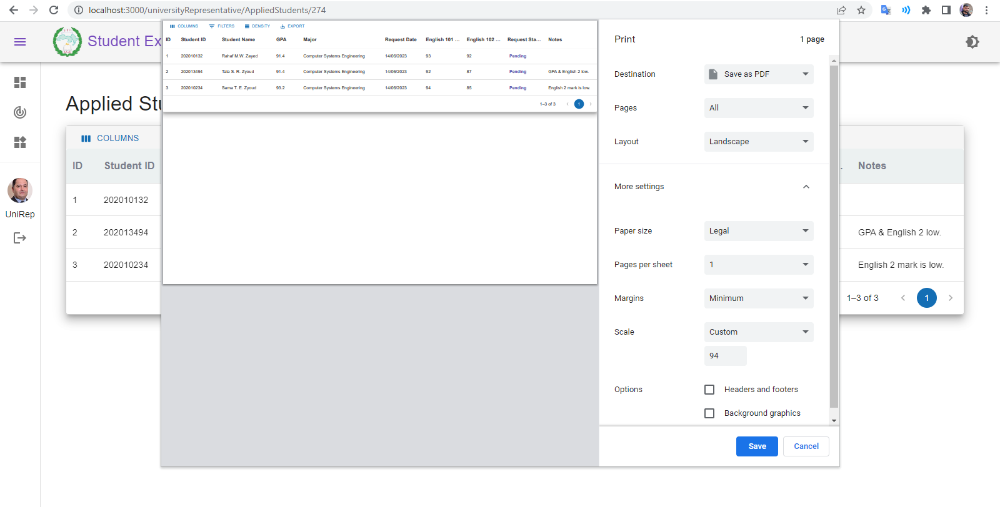 localhost:3000/universityRepresentative/AppliedStudents/274
Student Ex
UniRep
Applied Stu
COLUMNS
ID Student ID
1 202010132
2 202013494
3 202010234
COLUMNS FILTERS DENSITY EXPORT
ID Student ID Student Name GPA Major Request Date English 101 ... English 102 ... Request Sta... Notes
1 202010132 Rahaf M.W. Zayed 91.4 Computer Systems Engineering 14/06/2023 93 92 Pending
2 202013494 Tala S. R. Zyoud 91.4 Computer Systems Engineering 14/06/2023 92 87 Pending GPA & English 2 low.
3 202010234 Sama T. E. Zyoud 93.2 Computer Systems Engineering 14/06/2023 94 85 Pending English 2 mark is low.
1–3 of 3 1
Print 1 page
Destination Save as PDF
Pages All
Layout Landscape
More settings
Paper size Legal
Pages per sheet 1
Margins Minimum
Scale Custom
94
Options Headers and footers
Background graphics
Save Cancel
. Notes
GPA & English 2 low.
English 2 mark is low.
1–3 of 3 1